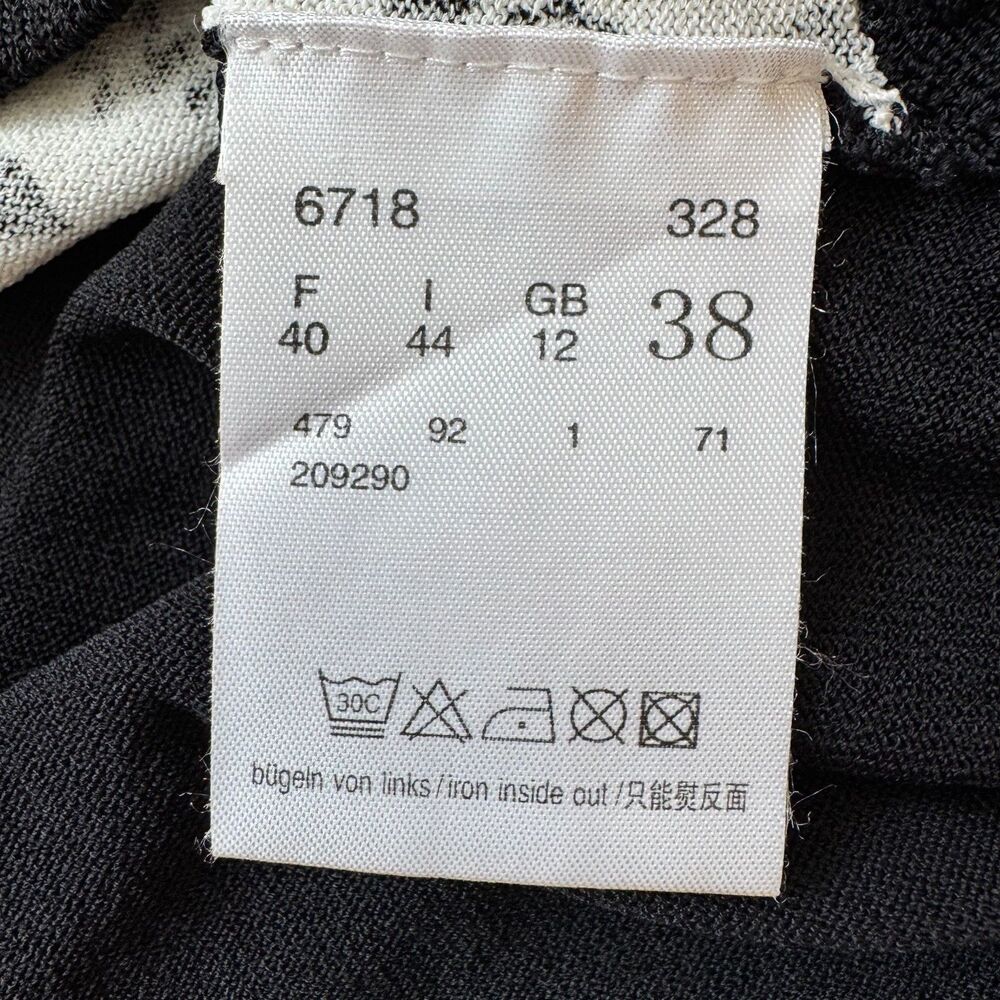 6718 328
F I GB 38
40 44 12
479 92 1 71
209290
30C
bügeln von links/iron inside out/只能熨反面